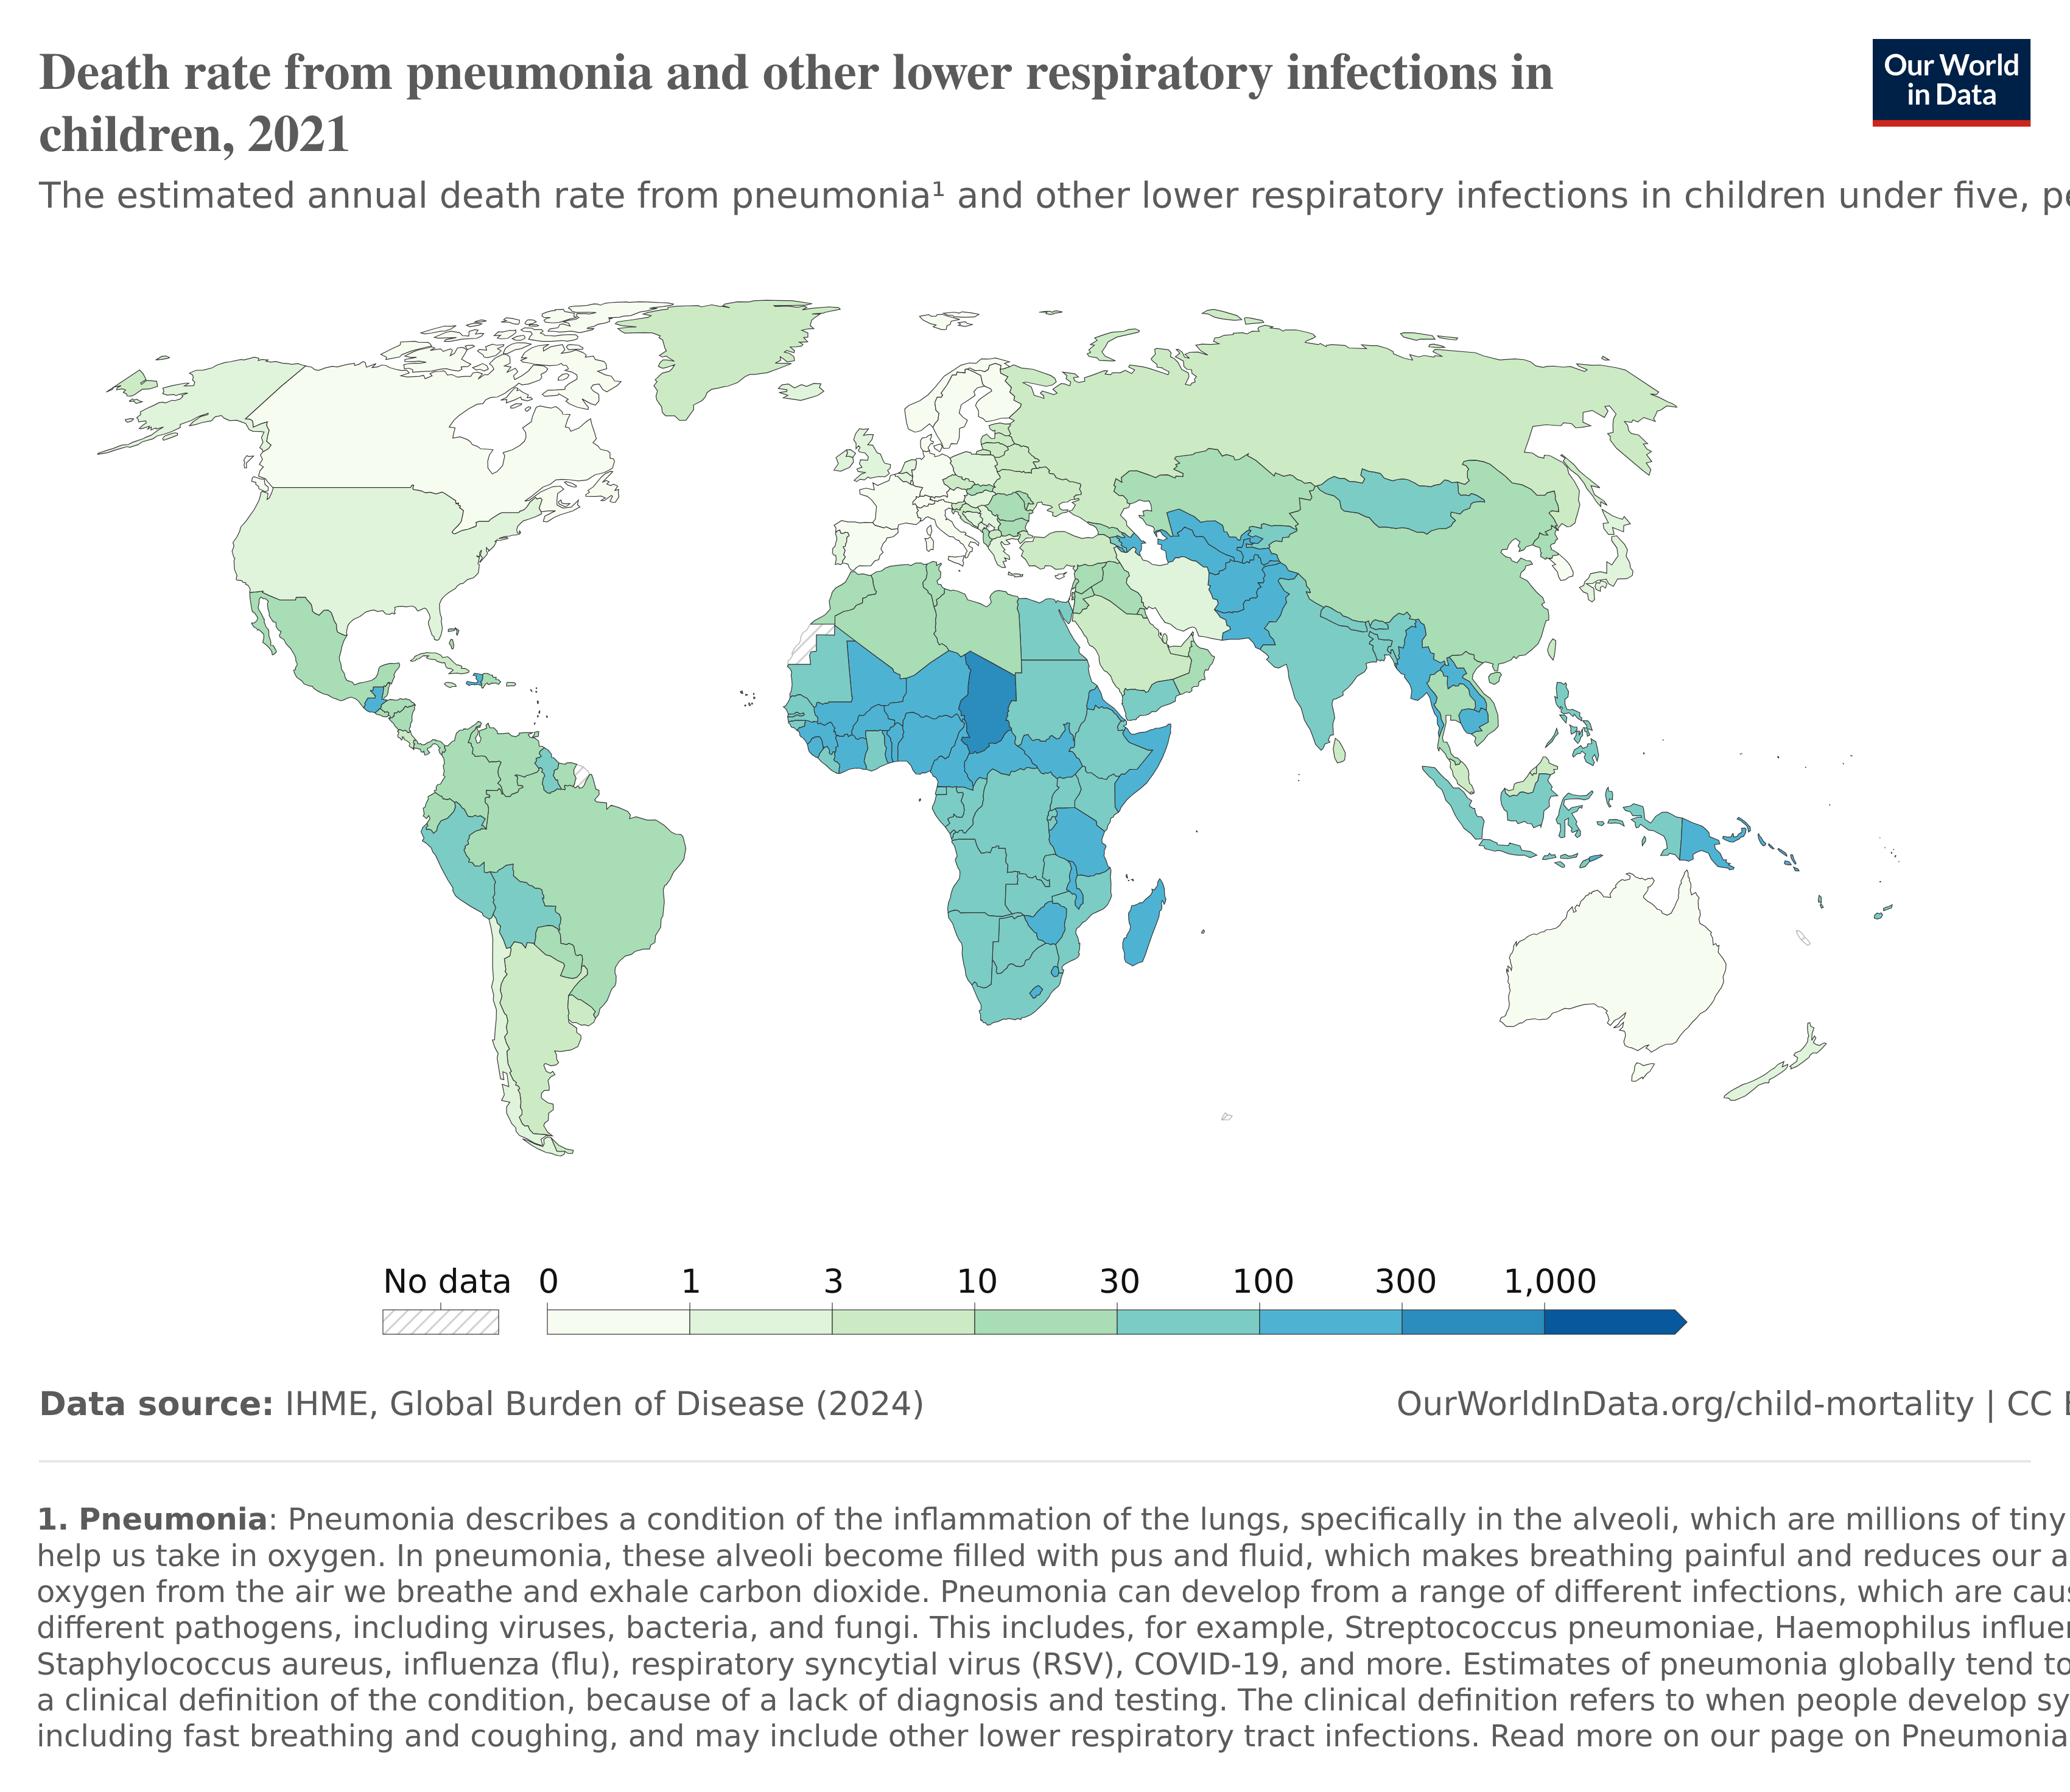 Death rate from pneumonia and other lower respiratory infections in
children, 2021
Our World
in Data
The estimated annual death rate from pneumonia¹ and other lower respiratory infections in children under five, pe
No data 0 1 3 10 30 100 300 1,000
Data source: IHME, Global Burden of Disease (2024)
OurWorldInData.org/child-mortality | CC B
1. Pneumonia: Pneumonia describes a condition of the inflammation of the lungs, specifically in the alveoli, which are millions of tiny
help us take in oxygen. In pneumonia, these alveoli become filled with pus and fluid, which makes breathing painful and reduces our a
oxygen from the air we breathe and exhale carbon dioxide. Pneumonia can develop from a range of different infections, which are cau
different pathogens, including viruses, bacteria, and fungi. This includes, for example, Streptococcus pneumoniae, Haemophilus influe
Staphylococcus aureus, influenza (flu), respiratory syncytial virus (RSV), COVID-19, and more. Estimates of pneumonia globally tend to
a clinical definition of the condition, because of a lack of diagnosis and testing. The clinical definition refers to when people develop sy
including fast breathing and coughing, and may include other lower respiratory tract infections. Read more on our page on Pneumonia